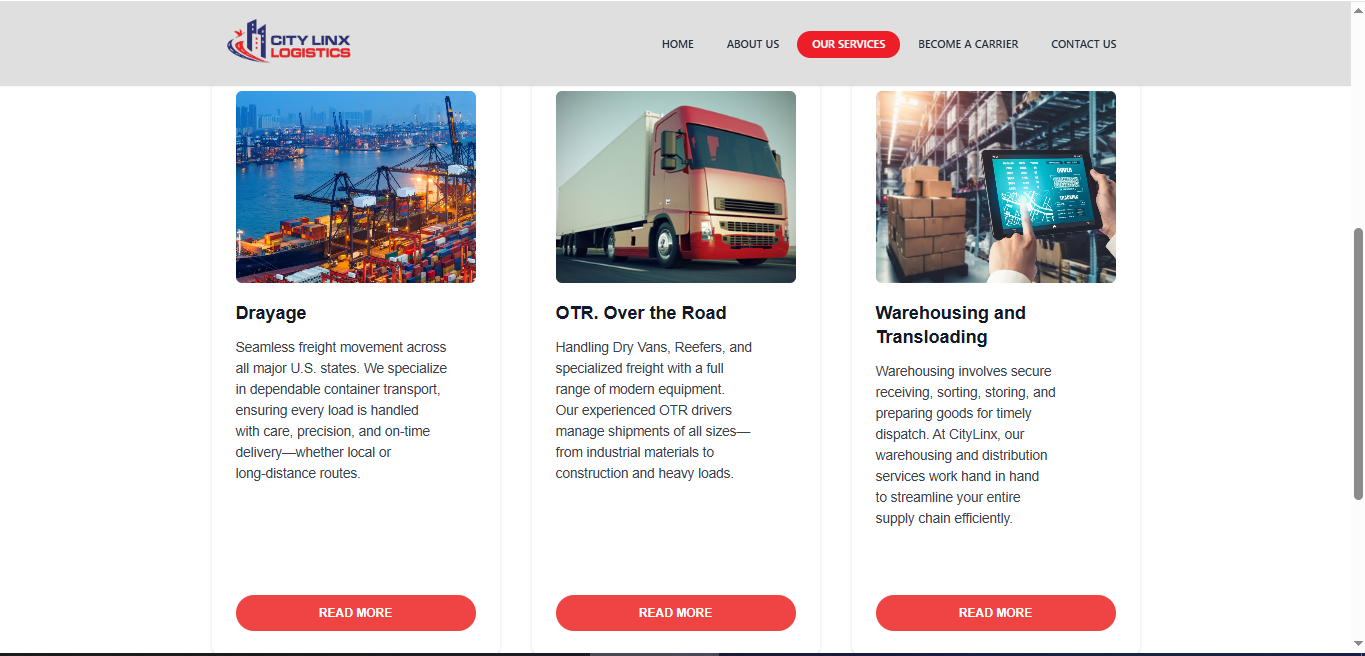 CITY LINX
LOGISTICS
HOME
ABOUT US
OUR SERVICES
BECOME A CARRIER
CONTACT US
Drayage
Seamless freight movement across
all major U.S. states. We specialize
in dependable container transport,
ensuring every load is handled
with care, precision, and on-time
delivery—whether local or
long-distance routes.
READ MORE
OTR. Over the Road
Handling Dry Vans, Reefers, and
specialized freight with a full
range of modern equipment.
Our experienced OTR drivers
manage shipments of all sizes—
from industrial materials to
construction and heavy loads.
READ MORE
Warehousing and
Transloading
Warehousing involves secure
receiving, sorting, storing, and
preparing goods for timely
dispatch. At CityLinx, our
warehousing and distribution
services work hand in hand
to streamline your entire
supply chain efficiently.
READ MORE